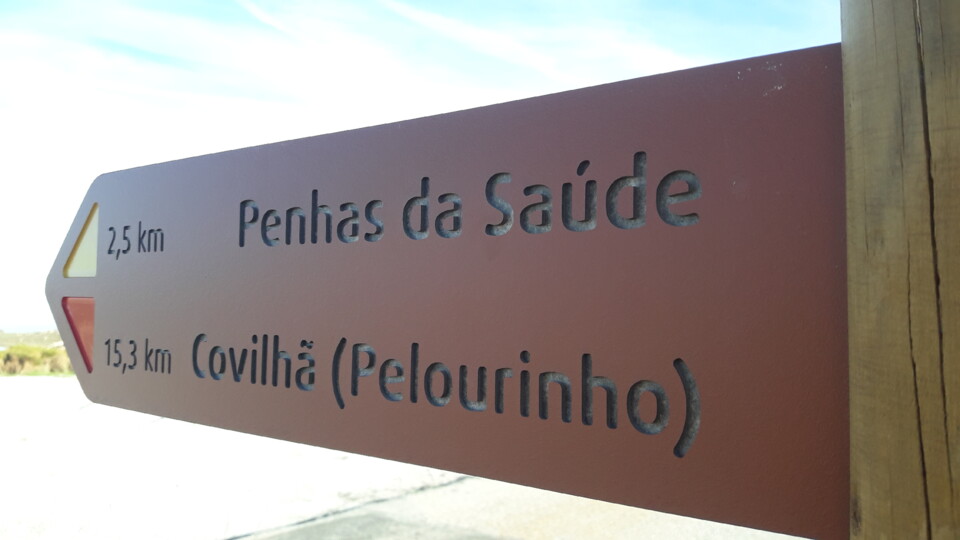 2,5 km Penhas da Saúde
15,3 km Covilhã (Pelourinho)